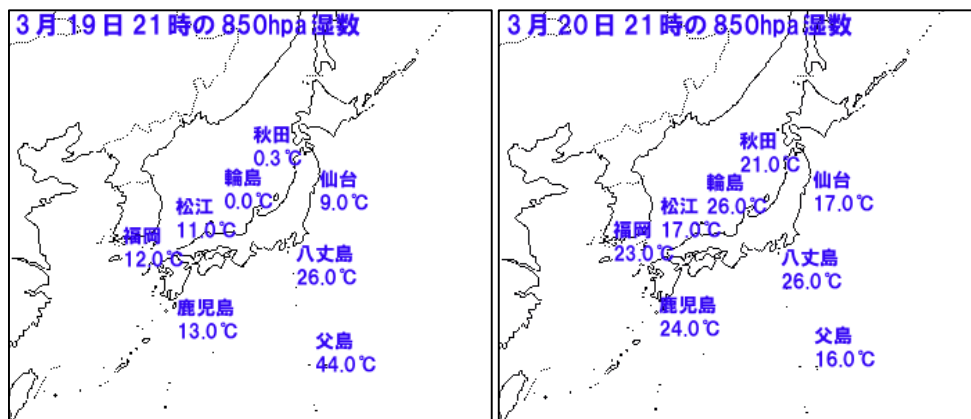 3月19日21時の850hpa湿数
秋田
0.3℃
輪島
0.0℃
仙台
9.0℃
松江
11.0℃
福岡
12.0℃
八丈島
26.0℃
鹿児島
13.0℃
父島
44.0℃
3月20日21時の850hpa湿数
秋田
21.0℃
輪島
26.0℃
仙台
17.0℃
松江
17.0℃
福岡
23.0℃
八丈島
26.0℃
鹿児島
24.0℃
父島
16.0℃